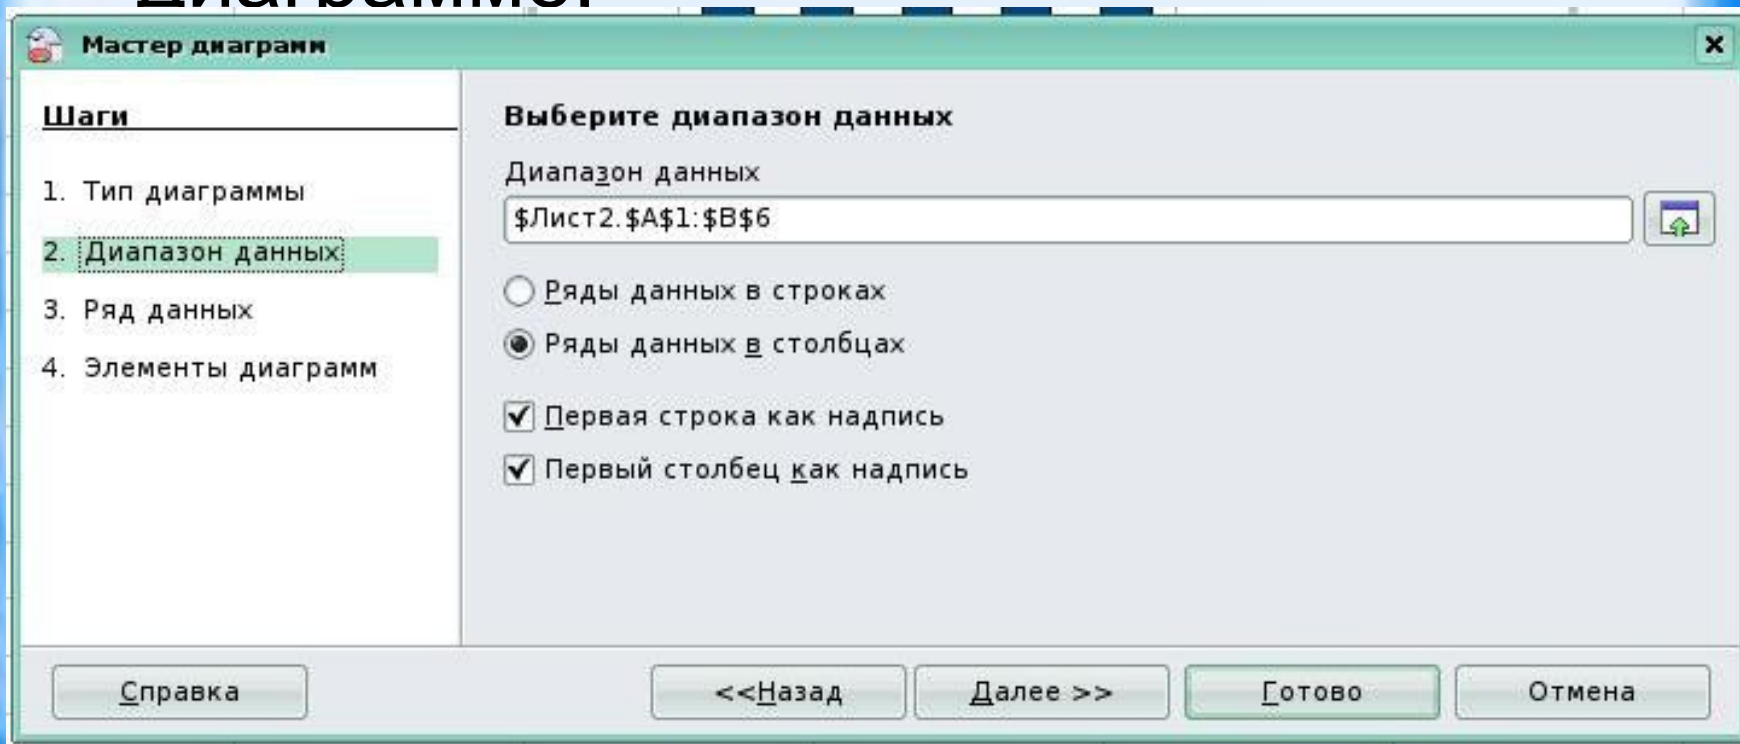 диаграмме.
Мастер диаграмм
Шаги
1. Тип диаграммы
2. Диапазон данных
3. Ряд данных
4. Элементы диаграмм
Выберите диапазон данных
Диапазон данных
$Лист2.$A$1:$B$6
Ряды данных в строках
Ряды данных в столбцах
Первая строка как надпись
Первый столбец как надпись
Справка
<<Назад
Далее >>
Готово
Отмена